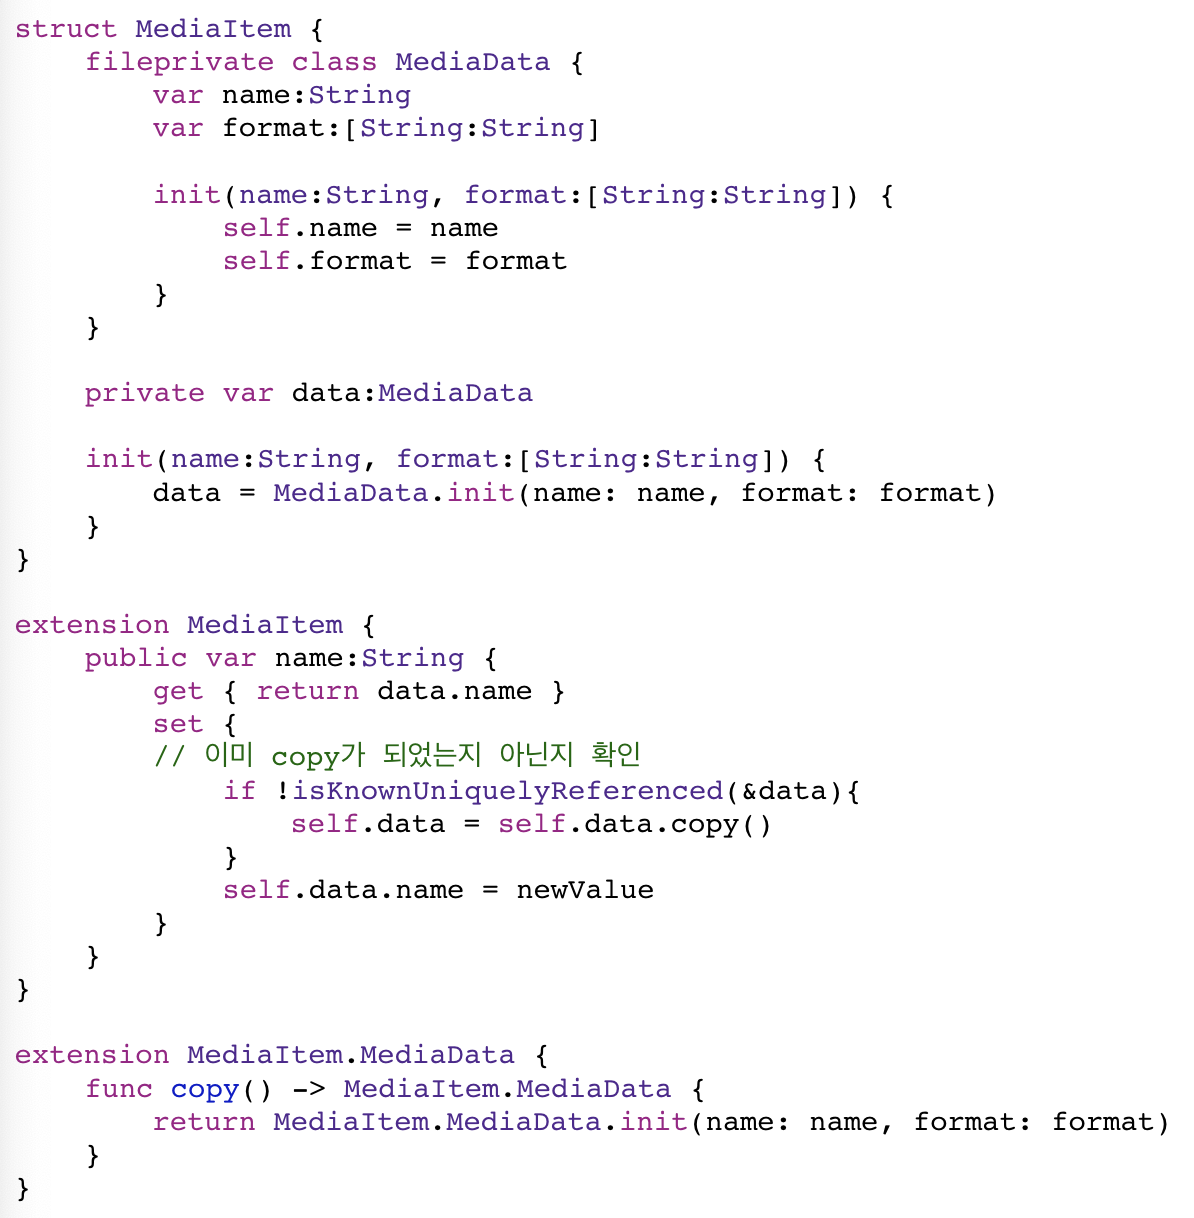 struct MediaItem {
    fileprivate class MediaData {
        var name:String
        var format:[String:String]

        init(name:String, format:[String:String]) {
            self.name = name
            self.format = format
        }
    }

    private var data:MediaData

    init(name:String, format:[String:String]) {
        data = MediaData.init(name: name, format: format)
    }
}

extension MediaItem {
    public var name:String {
        get { return data.name }
        set {
        // 이미 copy가 되었는지 아닌지 확인
            if !isKnownUniquelyReferenced(&data){
                self.data = self.data.copy()
            }
            self.data.name = newValue
        }
    }
}

extension MediaItem.MediaData {
    func copy() -> MediaItem.MediaData {
        return MediaItem.MediaData.init(name: name, format: format)
    }
}